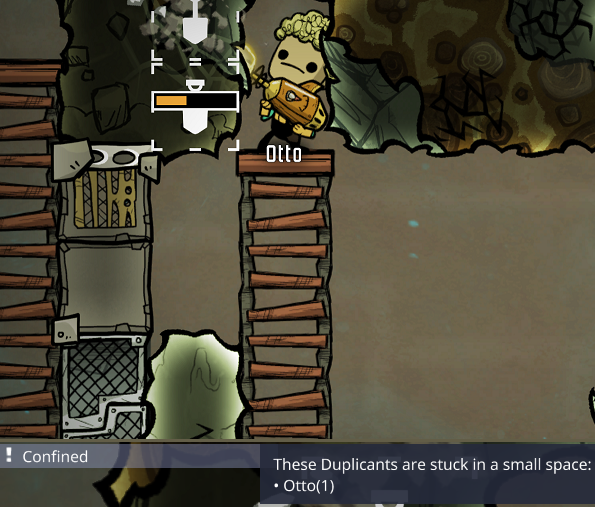 Otto
! Confined
These Duplicants are stuck in a small space:
• Otto(1)